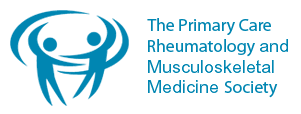 The Primary Care
Rheumatology and
Musculoskeletal
Medicine Society